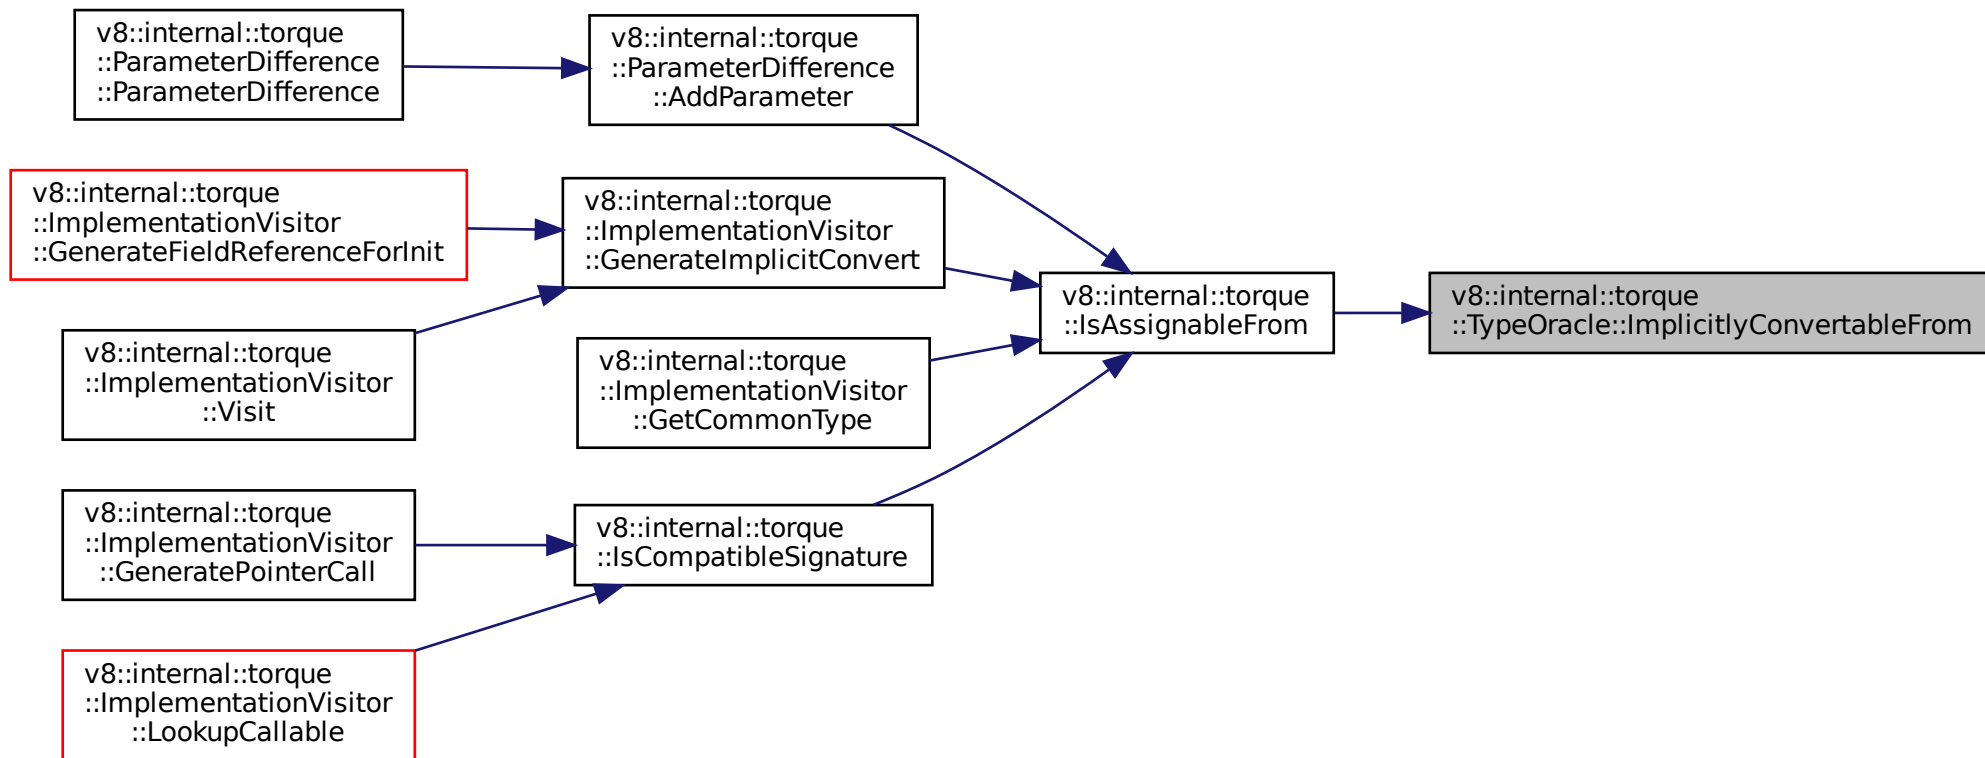 v8::internal::torque
::ParameterDifference
::ParameterDifference
v8::internal::torque
::ParameterDifference
::AddParameter
v8::internal::torque
::ImplementationVisitor
::GenerateFieldReferenceForInit
v8::internal::torque
::ImplementationVisitor
::GenerateImplicitConvert
v8::internal::torque
::IsAssignableFrom
v8::internal::torque
::TypeOracle::ImplicitlyConvertableFrom
v8::internal::torque
::ImplementationVisitor
::Visit
v8::internal::torque
::ImplementationVisitor
::GetCommonType
v8::internal::torque
::ImplementationVisitor
::GeneratePointerCall
v8::internal::torque
::IsCompatibleSignature
v8::internal::torque
::ImplementationVisitor
::LookupCallable